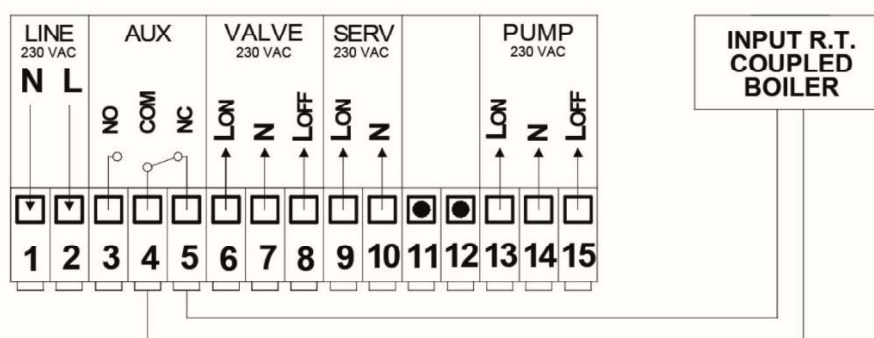 LINE
230 VAC
N L
AUX
NO
COM
NC
VALVE
230 VAC
LON
N
LOFF
SERV
230 VAC
LON
N
PUMP
230 VAC
LON
N
LOFF
1 2 3 4 5 6 7 8 9 10 11 12 13 14 15
INPUT R.T.
COUPLED
BOILER